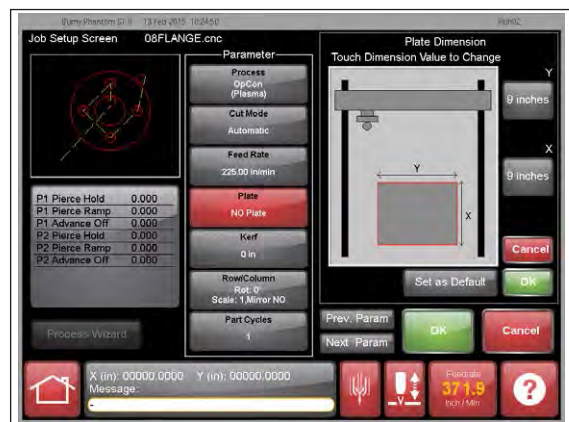 Burny Phantom ST II 13 Feb 2015 10:24:50
Job Setup Screen 08FLANGE.cnc
P1 Pierce Hold 0.000
P1 Pierce Ramp 0.000
P1 Advance Off 0.000
P2 Pierce Hold 0.000
P2 Pierce Ramp 0.000
P2 Advance Off 0.000
Process Wizard
Parameter
Process
OpCon
(Plasma)
Cut Mode
Automatic
Feed Rate
225.00 in/min
Plate
NO Plate
Kerf
0 in
Row/Column
Rot: 0°
Scale: 1,Mirror NO
Part Cycles
1
Plate Dimension
Touch Dimension Value to Change
Y
9 inches
X
9 inches
Y
X
Cancel
Set as Default
OK
Prev. Param
Next Param
OK
Cancel
X (in): 00000.0000 Y (in): 00000.0000
Message:
-
V
Feedrate
371.9
Inch / Min
?